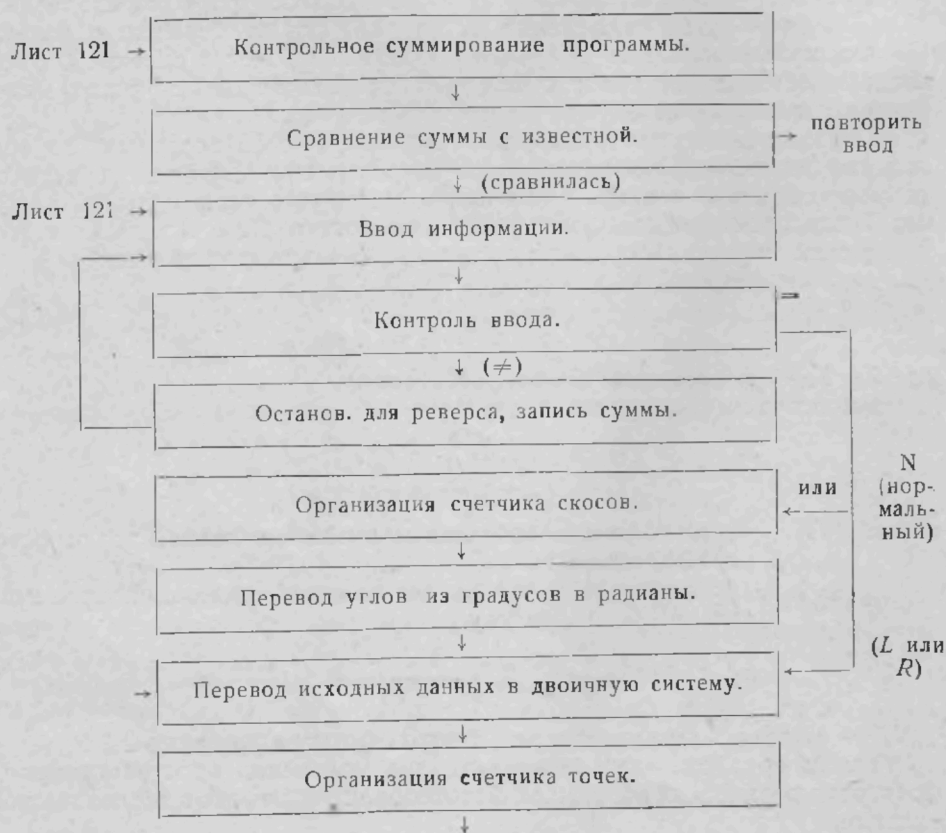 Лист 121 → Контрольное суммирование программы.
↓
Сравнение суммы с известной. → повторить
ввод
↓ (сравнилась)
Лист 121 →
Ввод информации.
↓
Контроль ввода. =
↓ (≠)
Останов. для реверса, запись суммы.
Организация счетчика скосов.
или
N
(нор-
маль-
ный)
↓
Перевод углов из градусов в радианы.
↓
(L или
R)
→ Перевод исходных данных в двоичную систему.
↓
Организация счетчика точек.
↓